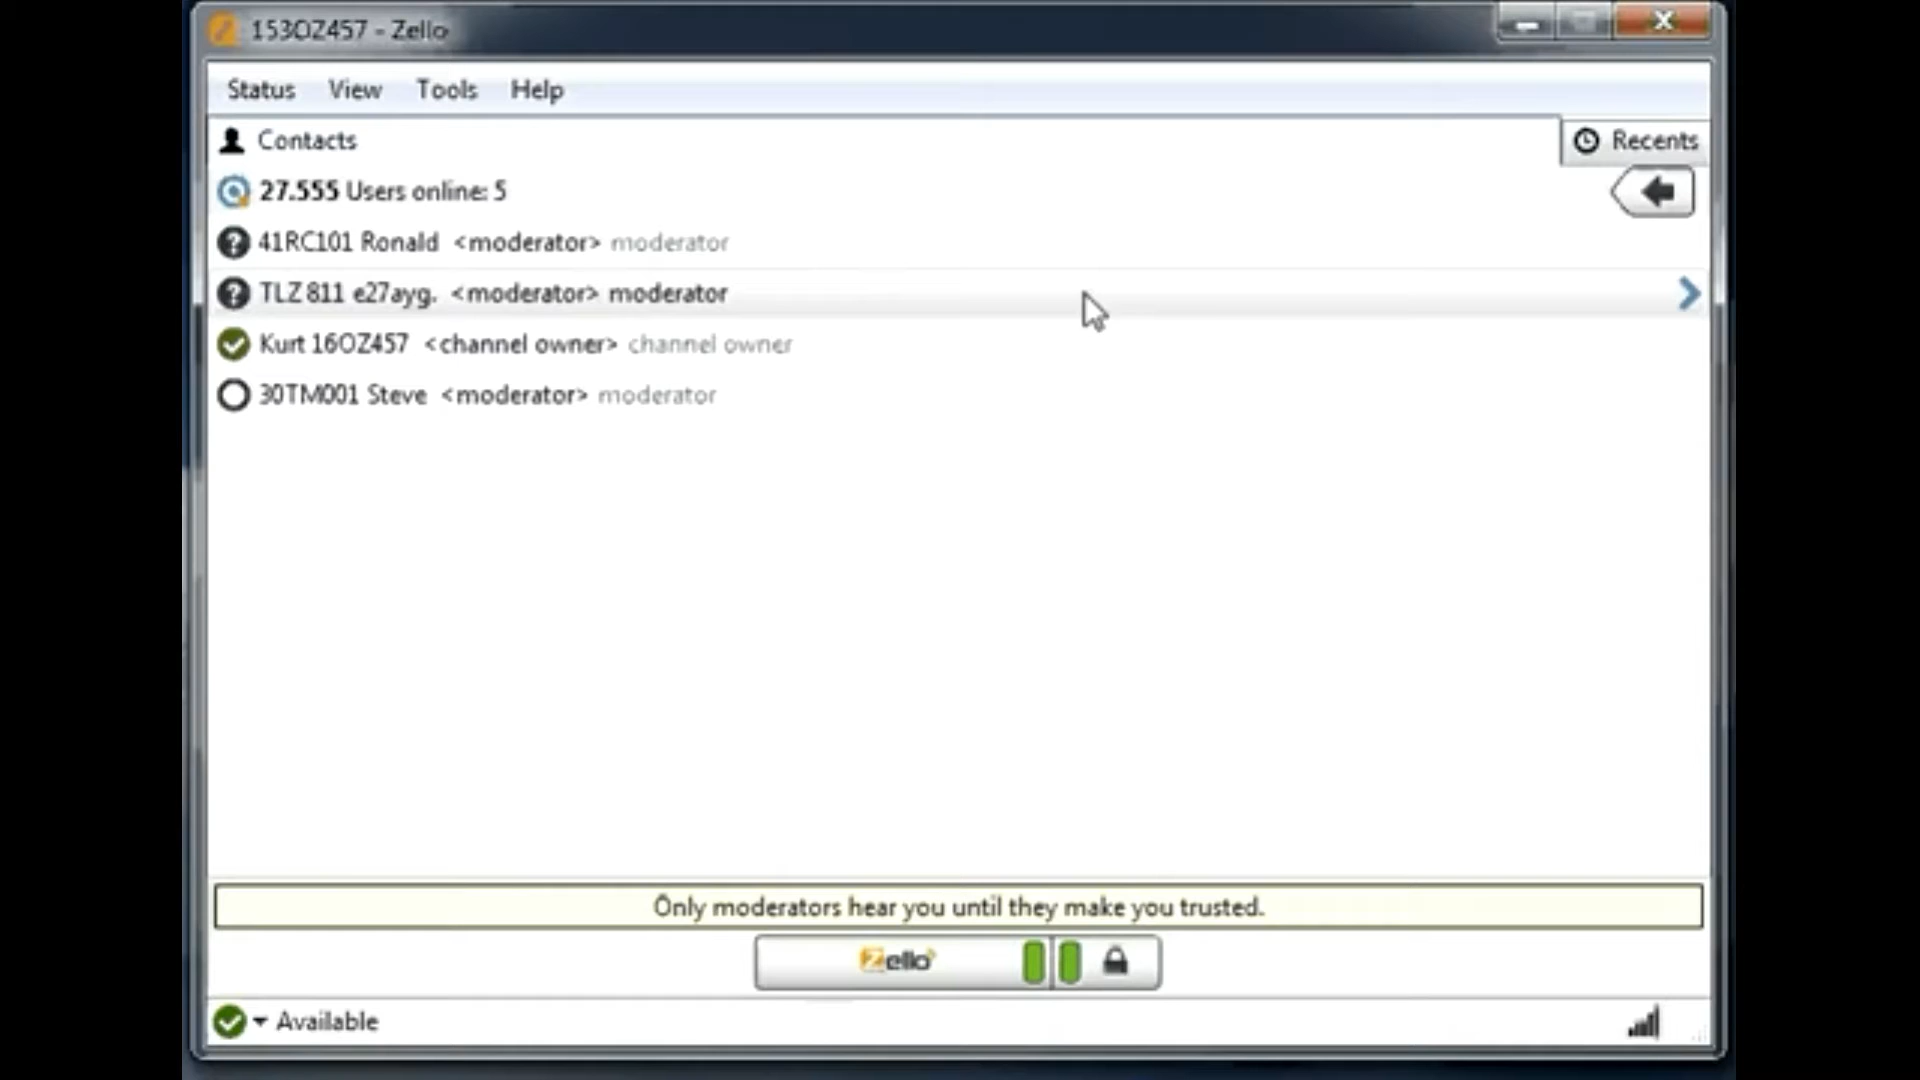 153OZ457 - Zello
Status View Tools Help
Contacts
Recents
27.555 Users online: 5
41RC101 Ronald <moderator> moderator
TLZ 811 e27ayg. <moderator> moderator
Kurt 16OZ457 <channel owner> channel owner
30TM001 Steve <moderator> moderator
Only moderators hear you until they make you trusted.
Zello
Available